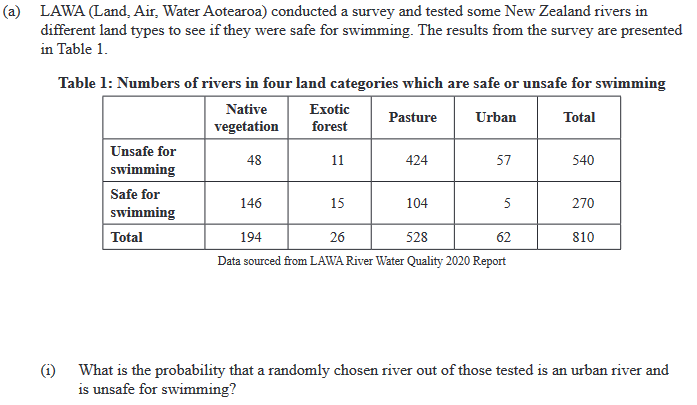 (a) LAWA (Land, Air, Water Aotearoa) conducted a survey and tested some New Zealand rivers in
different land types to see if they were safe for swimming. The results from the survey are presented
in Table 1.
Table 1: Numbers of rivers in four land categories which are safe or unsafe for swimming
Native vegetation Exotic forest Pasture Urban Total
Unsafe for swimming 48 11 424 57 540
Safe for swimming 146 15 104 5 270
Total 194 26 528 62 810
Data sourced from LAWA River Water Quality 2020 Report
(i) What is the probability that a randomly chosen river out of those tested is an urban river and
is unsafe for swimming?